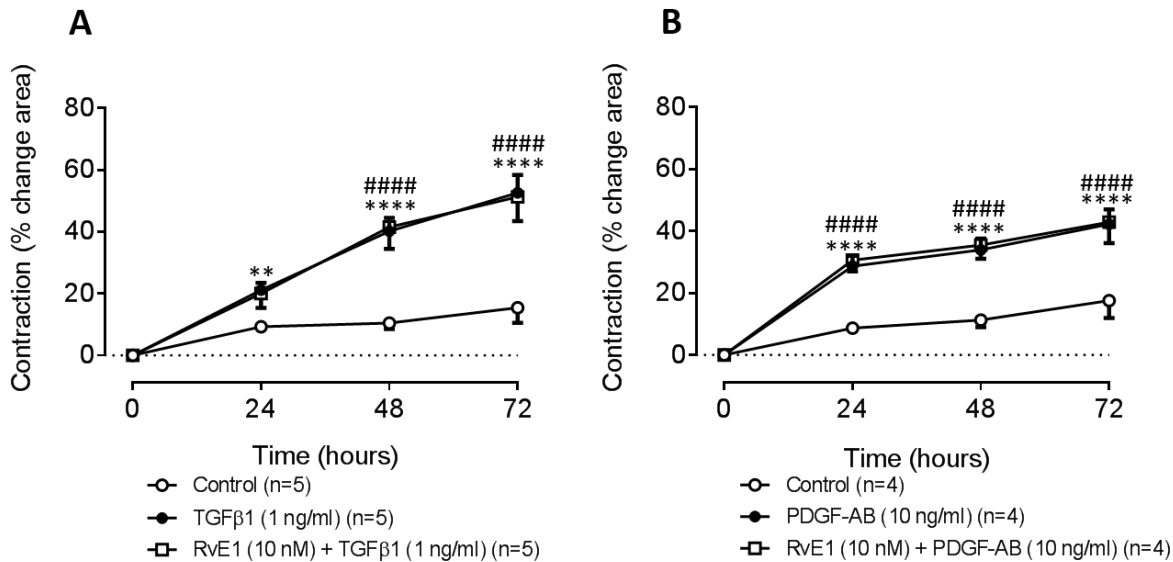 A
Contraction (% change area)
80
60
40
20
0
**
####
****
####
****
0 24 48 72
Time (hours)
Control (n=5)
TGFβ1 (1 ng/ml) (n=5)
RvE1 (10 nM) + TGFβ1 (1 ng/ml) (n=5)
B
Contraction (% change area)
80
60
40
20
0
####
****
####
****
####
****
0 24 48 72
Time (hours)
Control (n=4)
PDGF-AB (10 ng/ml) (n=4)
RvE1 (10 nM) + PDGF-AB (10 ng/ml) (n=4)